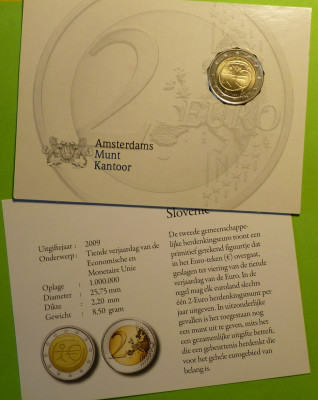 2
EURO
Amsterdams
Munt
Kantoor
Slovenië
Uitgiftejaar : 2009
Onderwerp : Tiende verjaardag van de
Economische en
Monetaire Unie
Oplage : 1.000.000
Diameter : 25,75 mm
Dikte : 2,20 mm
Gewicht : 8,50 gram
De tweede gemeenschappe-
lijke herdenkingseuro toont een
primitief getekend figuurtje dat
in het Euro-teken (€) overgaat,
geslagen ter viering van de tiende
verjaardag van de Euro. In de
regel mag elk euroland slechts
één 2-Euro herdenkingsmunt per
jaar uitgeven. In uitzonderlijke
gevallen is het toegestaan nog
een munt uit te geven, mits het
een gezamenlijke uitgifte betreft,
die een gebeurtenis herdenkt die
voor het gehele eurogebied van
belang is.